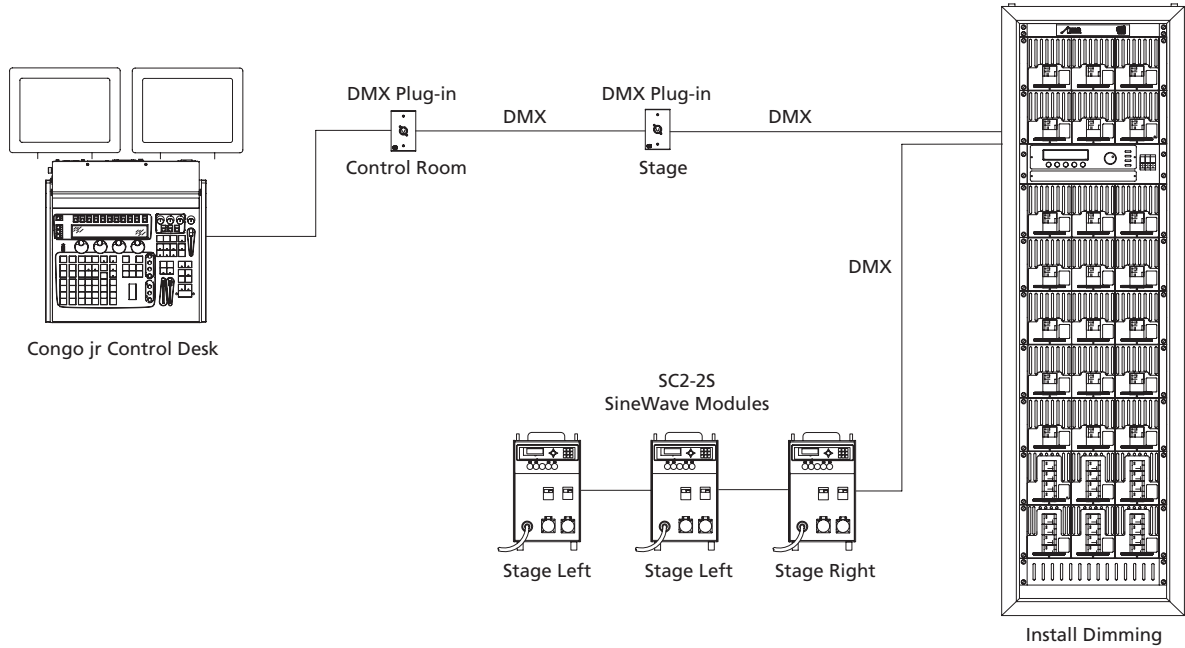 DMX Plug-in
DMX Plug-in
DMX
DMX
Control Room
Stage
DMX
Congo jr Control Desk
SC2-2S
SineWave Modules
Stage Left
Stage Left
Stage Right
Install Dimming